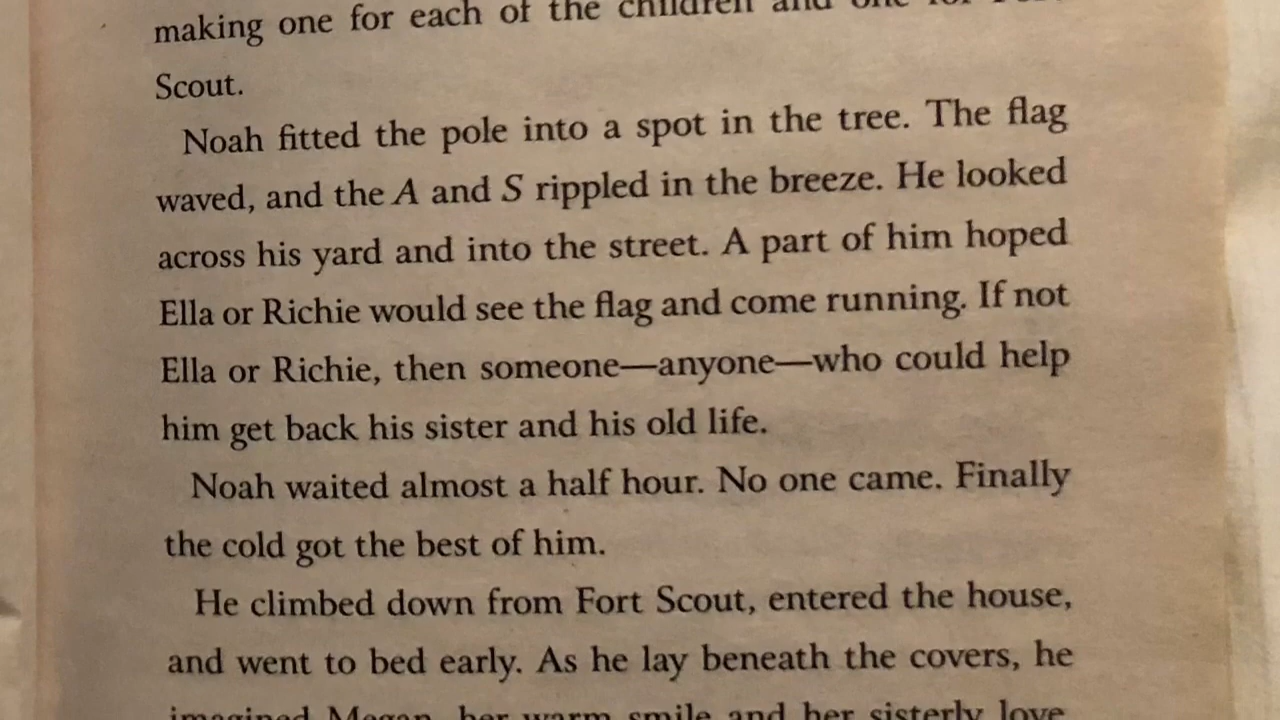 making one for each of the children and one for
Scout.
Noah fitted the pole into a spot in the tree. The flag
waved, and the A and S rippled in the breeze. He looked
across his yard and into the street. A part of him hoped
Ella or Richie would see the flag and come running. If not
Ella or Richie, then someone—anyone—who could help
him get back his sister and his old life.
Noah waited almost a half hour. No one came. Finally
the cold got the best of him.
He climbed down from Fort Scout, entered the house,
and went to bed early. As he lay beneath the covers, he
imagined Megan, her warm smile and her sisterly love